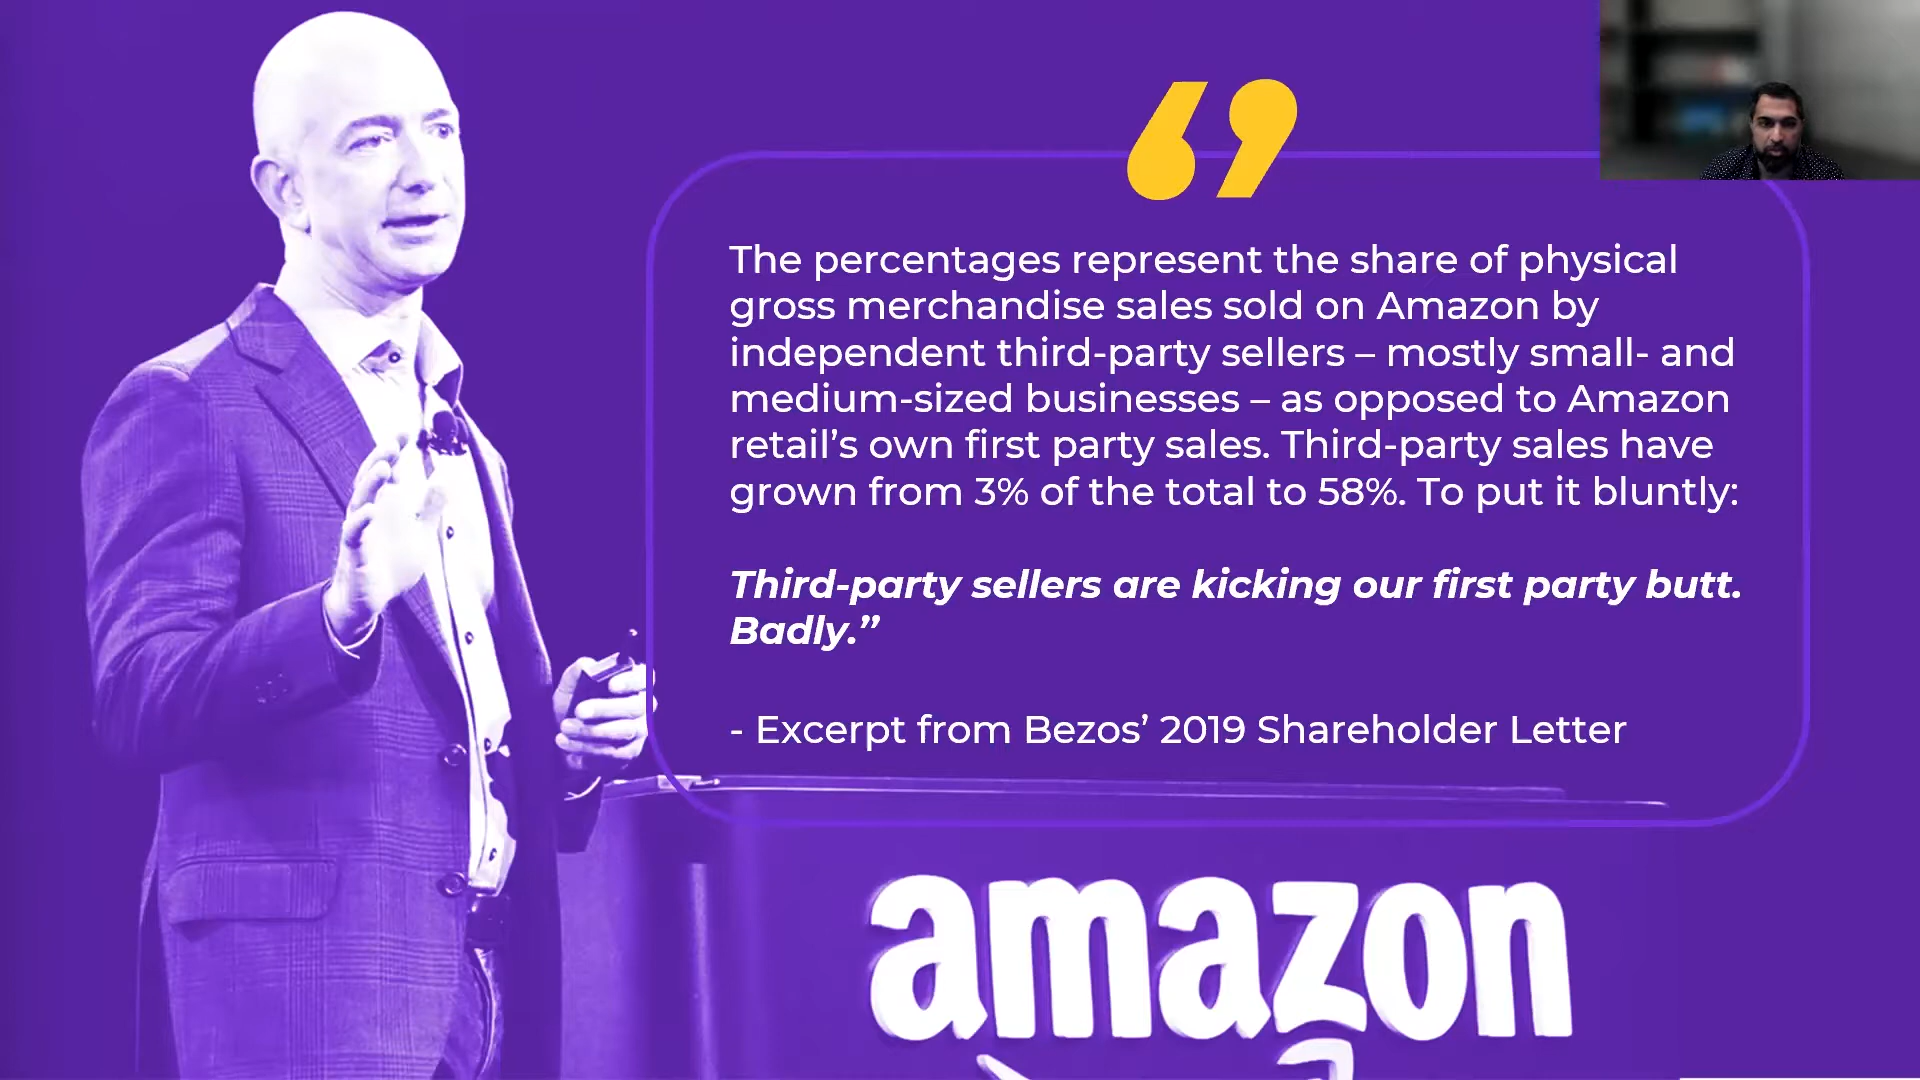 The percentages represent the share of physical
gross merchandise sales sold on Amazon by
independent third-party sellers – mostly small- and
medium-sized businesses – as opposed to Amazon
retail’s own first party sales. Third-party sales have
grown from 3% of the total to 58%. To put it bluntly:
Third-party sellers are kicking our first party butt.
Badly.”
- Excerpt from Bezos’ 2019 Shareholder Letter
amazon